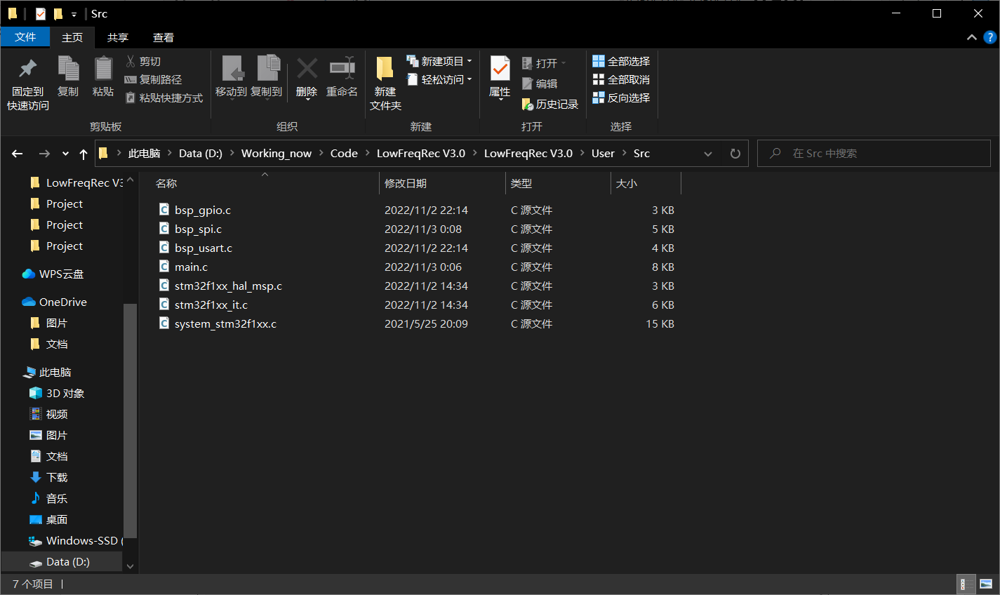 Src
文件 主页 共享 查看
固定到
快速访问
复制
粘贴
剪切
复制路径
粘贴快捷方式
剪贴板
移动到 复制到 删除 重命名
组织
新建
文件夹
新建项目
轻松访问
新建
属性
打开
编辑
历史记录
打开
全部选择
全部取消
反向选择
选择
此电脑 Data (D:) Working_now Code LowFreqRec V3.0 LowFreqRec V3.0 User Src
在 Src 中搜索
LowFreqRec V3
Project
Project
Project
WPS云盘
OneDrive
图片
文档
此电脑
3D 对象
视频
图片
文档
下载
音乐
桌面
Windows-SSD (
Data (D:)
名称 修改日期 类型 大小
bsp_gpio.c 2022/11/2 22:14 C 源文件 3 KB
bsp_spi.c 2022/11/3 0:08 C 源文件 5 KB
bsp_usart.c 2022/11/2 22:14 C 源文件 4 KB
main.c 2022/11/3 0:06 C 源文件 8 KB
stm32f1xx_hal_msp.c 2022/11/2 14:34 C 源文件 3 KB
stm32f1xx_it.c 2022/11/2 14:34 C 源文件 6 KB
system_stm32f1xx.c 2021/5/25 20:09 C 源文件 15 KB
7 个项目